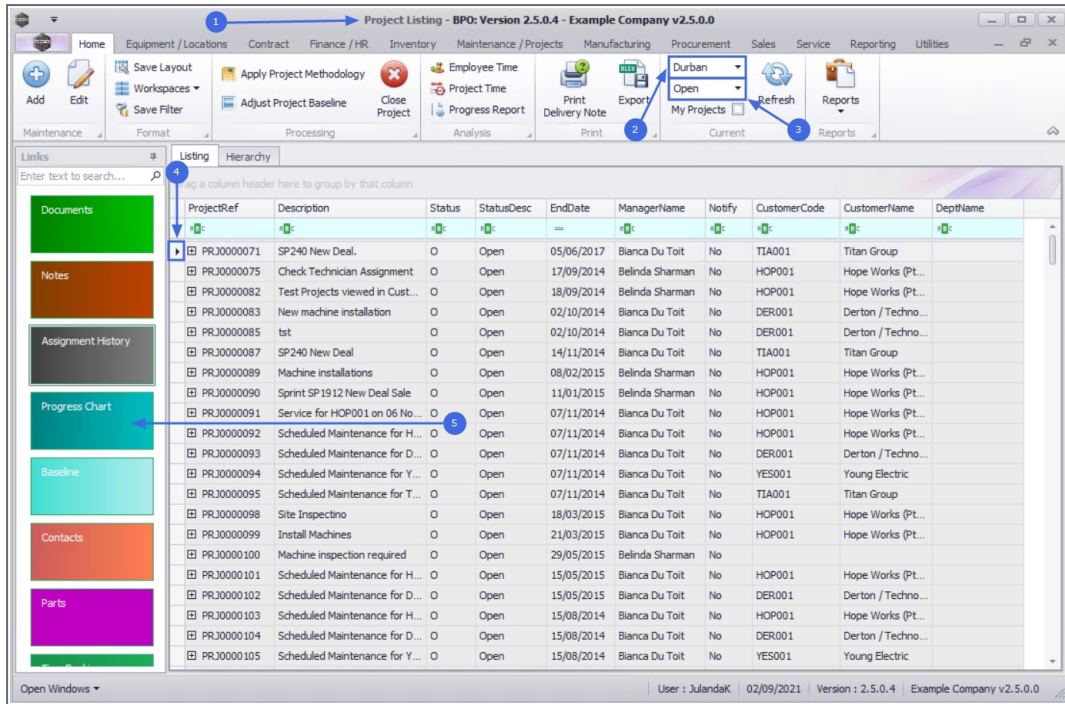 1
Project Listing - BPO: Version 2.5.0.4 - Example Company v2.5.0.0
Home Equipment / Locations Contract Finance / HR Inventory Maintenance / Projects Manufacturing Procurement Sales Service Reporting Utilities
Add
Edit
Maintenance
Save Layout
Workspaces
Save Filter
Format
Apply Project Methodology
Adjust Project Baseline
Close Project
Processing
Employee Time
Project Time
Progress Report
Analysis
Print Delivery Note
Export
Print
2
Durban
Open
My Projects
Refresh
Current
3
Reports
Reports
Links
Enter text to search...
4
Listing Hierarchy
Drag a column header here to group by that column
ProjectRef Description Status StatusDesc EndDate ManagerName Notify CustomerCode CustomerName DeptName
PRJ0000071 SP240 New Deal. O Open 05/06/2017 Bianca Du Toit No TIA001 Titan Group
PRJ0000075 Check Technician Assignment O Open 17/09/2014 Belinda Sharman No HOP001 Hope Works (Pt...
PRJ0000082 Test Projects viewed in Cust... O Open 18/09/2014 Belinda Sharman No HOP001 Hope Works (Pt...
PRJ0000083 New machine installation O Open 02/10/2014 Bianca Du Toit No DER001 Derton / Techno...
PRJ0000085 tst O Open 02/10/2014 Bianca Du Toit No DER001 Derton / Techno...
PRJ0000087 SP240 New Deal O Open 14/11/2014 Bianca Du Toit No TIA001 Titan Group
PRJ0000089 Machine installations O Open 08/02/2015 Belinda Sharman No HOP001 Hope Works (Pt...
PRJ0000090 Sprint SP1912 New Deal Sale O Open 11/01/2015 Belinda Sharman No HOP001 Hope Works (Pt...
PRJ0000091 Service for HOP001 on 06 No... O Open 07/11/2014 Bianca Du Toit No HOP001 Hope Works (Pt...
PRJ0000092 Scheduled Maintenance for H... O Open 07/11/2014 Bianca Du Toit No HOP001 Hope Works (Pt...
PRJ0000093 Scheduled Maintenance for D... O Open 07/11/2014 Bianca Du Toit No DER001 Derton / Techno...
PRJ0000094 Scheduled Maintenance for Y... O Open 07/11/2014 Bianca Du Toit No YES001 Young Electric
PRJ0000095 Scheduled Maintenance for T... O Open 07/11/2014 Bianca Du Toit No TIA001 Titan Group
PRJ0000098 Site Inspectino O Open 18/03/2015 Bianca Du Toit No HOP001 Hope Works (Pt...
PRJ0000099 Install Machines O Open 21/03/2015 Bianca Du Toit No HOP001 Hope Works (Pt...
PRJ0000100 Machine inspection required O Open 29/05/2015 Belinda Sharman No
PRJ0000101 Scheduled Maintenance for H... O Open 15/05/2015 Bianca Du Toit No HOP001 Hope Works (Pt...
PRJ0000102 Scheduled Maintenance for D... O Open 15/05/2015 Bianca Du Toit No DER001 Derton / Techno...
PRJ0000103 Scheduled Maintenance for H... O Open 15/08/2014 Bianca Du Toit No HOP001 Hope Works (Pt...
PRJ0000104 Scheduled Maintenance for D... O Open 15/08/2014 Bianca Du Toit No DER001 Derton / Techno...
PRJ0000105 Scheduled Maintenance for Y... O Open 15/08/2014 Bianca Du Toit No YES001 Young Electric
Documents
Notes
Assignment History
Progress Chart
5
Baseline
Contacts
Parts
Open Windows
User : JulandaK 02/09/2021 Version : 2.5.0.4 Example Company v2.5.0.0